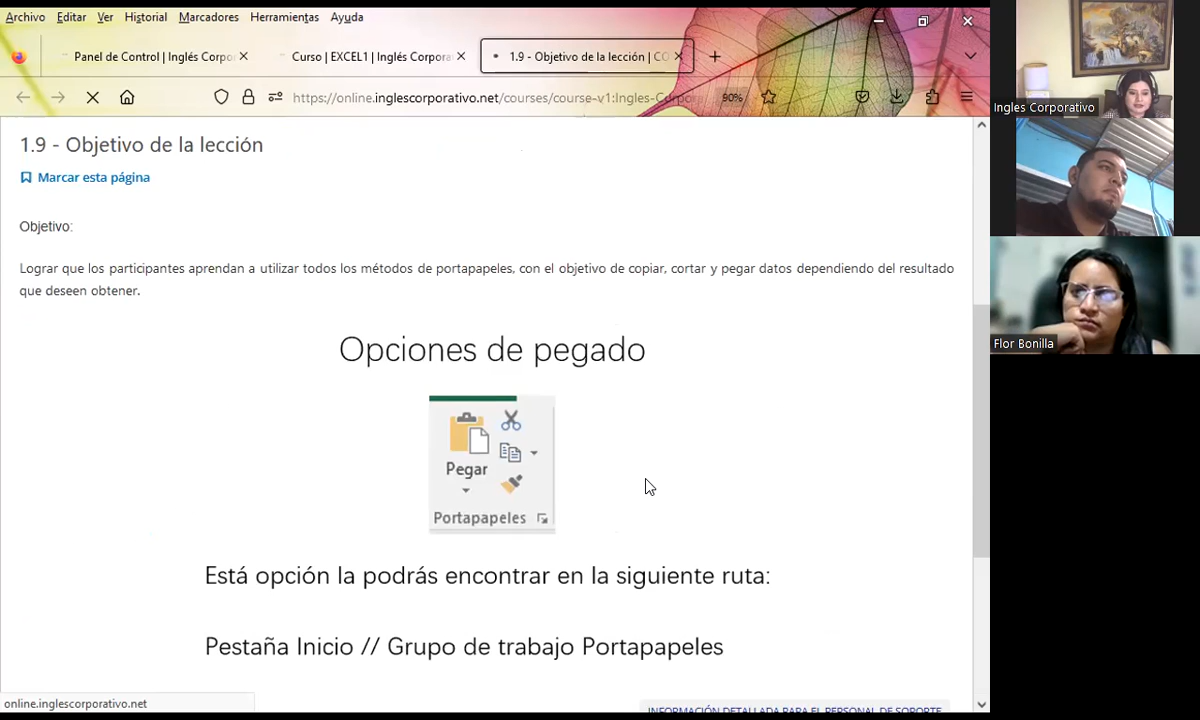 Archivo Editar Ver Historial Marcadores Herramientas Ayuda
Panel de Control | Inglés Corpor
Curso | EXCEL1 | Inglés Corpora
1.9 - Objetivo de la lección | CO
https://online.inglescorporativo.net/courses/course-v1:Ingles-Corpora
90%
1.9 - Objetivo de la lección
Marcar esta página
Objetivo:
Lograr que los participantes aprendan a utilizar todos los métodos de portapapeles, con el objetivo de copiar, cortar y pegar datos dependiendo del resultado
que deseen obtener.
Opciones de pegado
Pegar
Portapapeles
Está opción la podrás encontrar en la siguiente ruta:
Pestaña Inicio // Grupo de trabajo Portapapeles
INFORMACIÓN DETALLADA PARA EL PERSONAL DE SOPORTE
online.inglescorporativo.net
Ingles Corporativo
Flor Bonilla